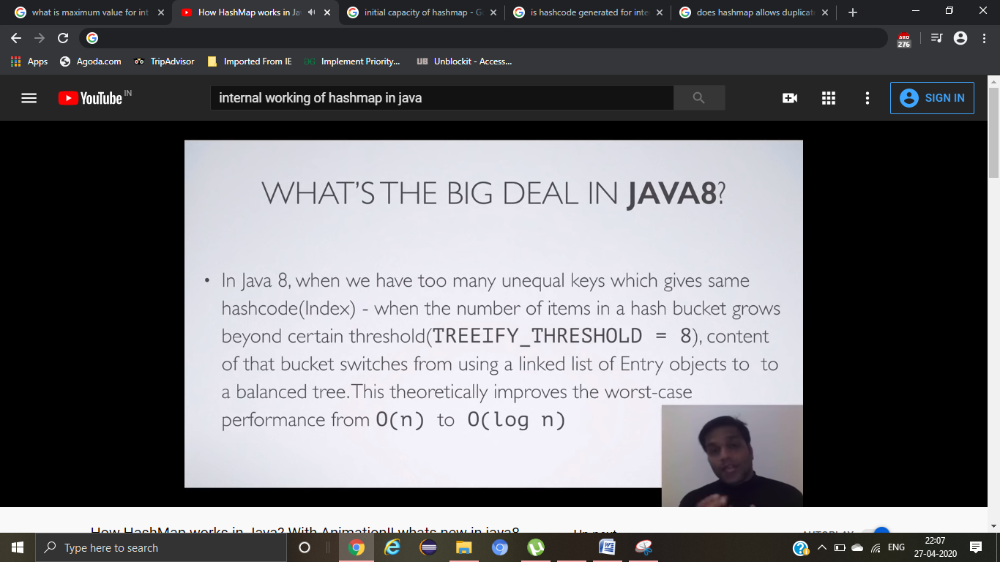 what is maximum value for int
How HashMap works in Ja
initial capacity of hashmap - G
is hashcode generated for inte
does hashmap allows duplicat
276
Apps
Agoda.com
TripAdvisor
Imported From IE
Implement Priority...
UB
Unblockit - Access...
YouTube IN
internal working of hashmap in java
SIGN IN
WHAT'S THE BIG DEAL IN JAVA8?
• In Java 8, when we have too many unequal keys which gives same
hashcode(Index) - when the number of items in a hash bucket grows
beyond certain threshold(TREEIFY_THRESHOLD = 8), content
of that bucket switches from using a linked list of Entry objects to to
a balanced tree. This theoretically improves the worst-case
performance from O(n) to O(log n)
How HashMap works in Java? With Animation!! whats new in java8
Up next
AUTOPLAY
Type here to search
ENG
22:07
27-04-2020